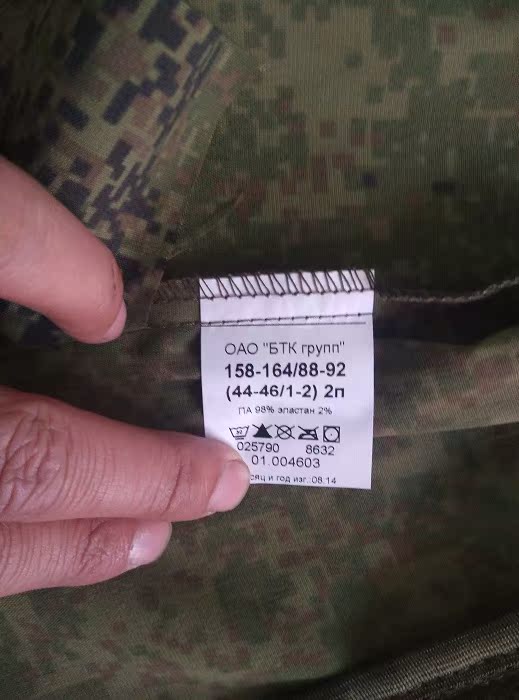 ОАО "БТК групп"
158-164/88-92
(44-46/1-2) 2п
ПА 98% эластан 2%
025790 8632
01.004603
и год изг.:08.14